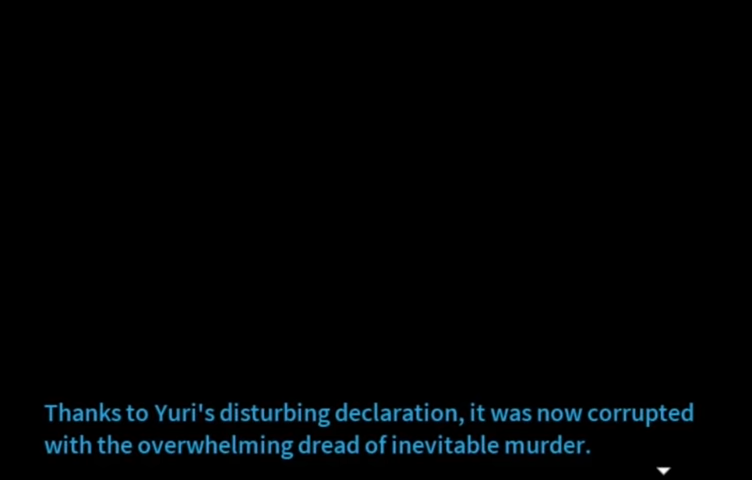 Thanks to Yuri's disturbing declaration, it was now corrupted
with the overwhelming dread of inevitable murder.